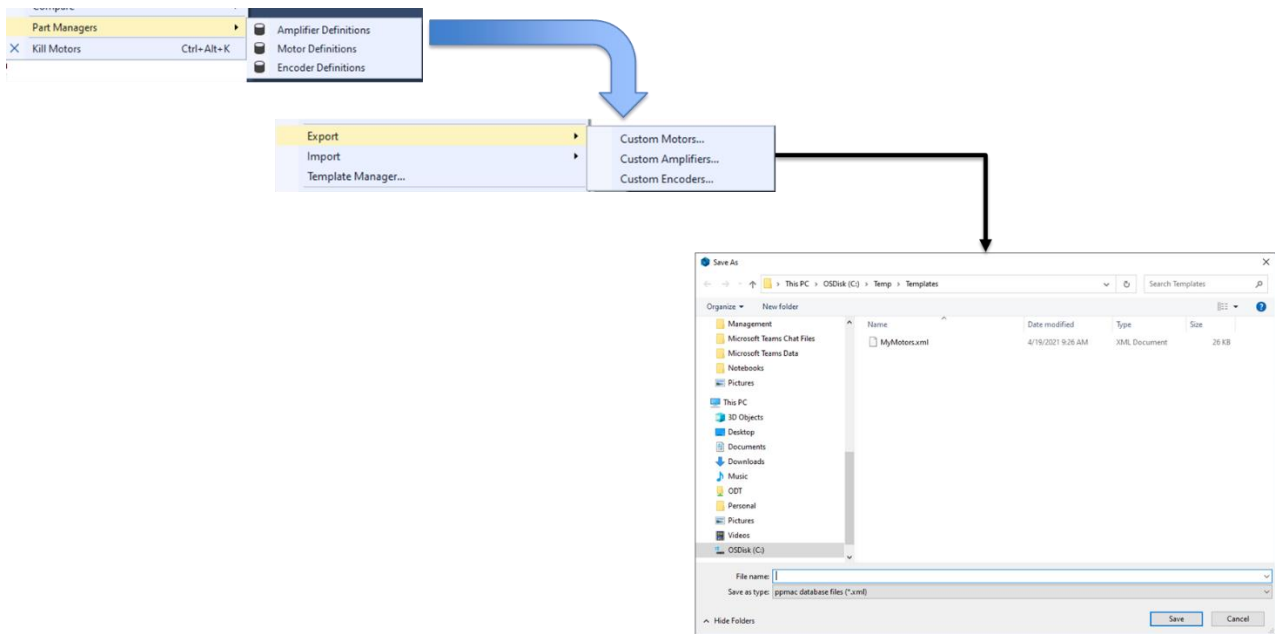 Compare
Part Managers
Kill Motors Ctrl+Alt+K
Amplifier Definitions
Motor Definitions
Encoder Definitions
Export
Import
Template Manager...
Custom Motors...
Custom Amplifiers...
Custom Encoders...
Save As
This PC > OSDisk (C:) > Temp > Templates
Search Templates
Organize
New folder
Management
Microsoft Teams Chat Files
Microsoft Teams Data
Notebooks
Pictures
This PC
3D Objects
Desktop
Documents
Downloads
Music
ODT
Personal
Pictures
Videos
OSDisk (C:)
Name Date modified Type Size
MyMotors.xml 4/19/2021 9:26 AM XML Document 26 KB
File name:
Save as type: ppmac database files (*.xml)
Hide Folders
Save
Cancel